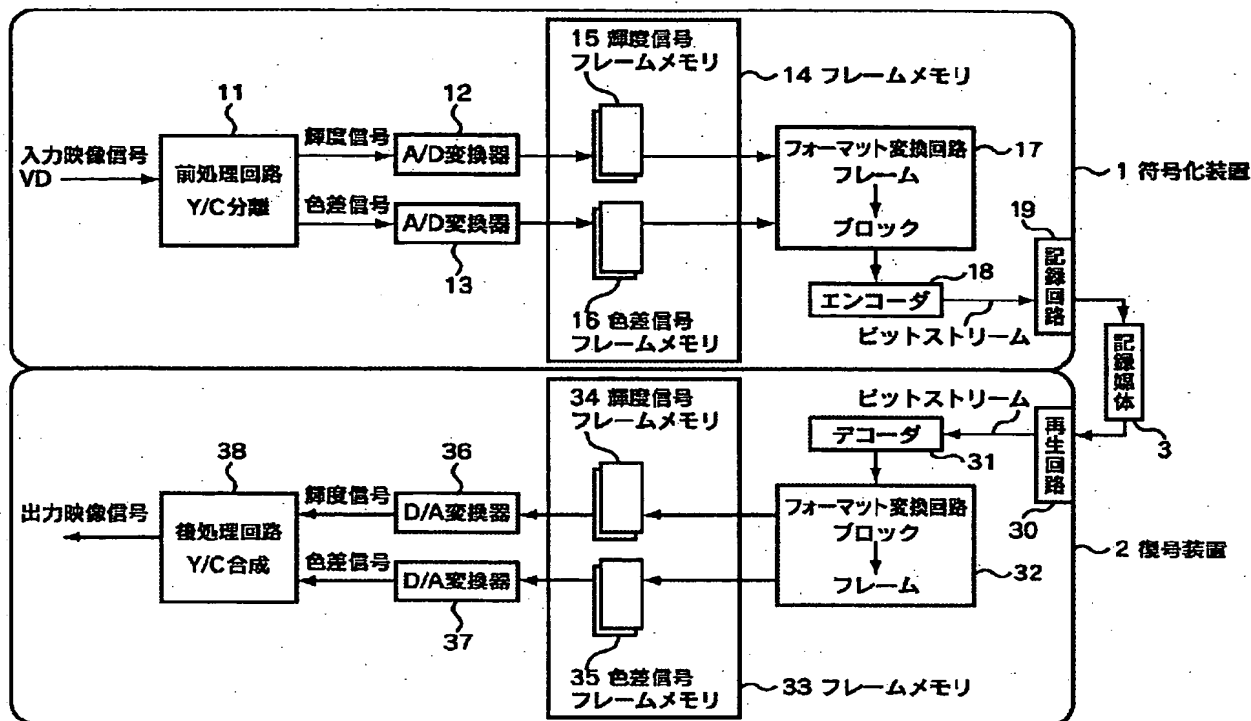 15 輝度信号
フレームメモリ
14 フレームメモリ
11
12
入力映像信号
VD
前処理回路
Y/C分離
輝度信号
色差信号
A/D変換器
A/D変換器
13
16 色差信号
フレームメモリ
フォーマット変換回路
フレーム
ブロック
17
18
エンコーダ
ビットストリーム
19
記録回路
1 符号化装置
記録媒体
3
34 輝度信号
フレームメモリ
ビットストリーム
デコーダ
31
再生回路
30
38
36
出力映像信号
後処理回路
Y/C合成
輝度信号
色差信号
D/A変換器
D/A変換器
37
フォーマット変換回路
ブロック
フレーム
32
2 復号装置
35 色差信号
フレームメモリ
33 フレームメモリ